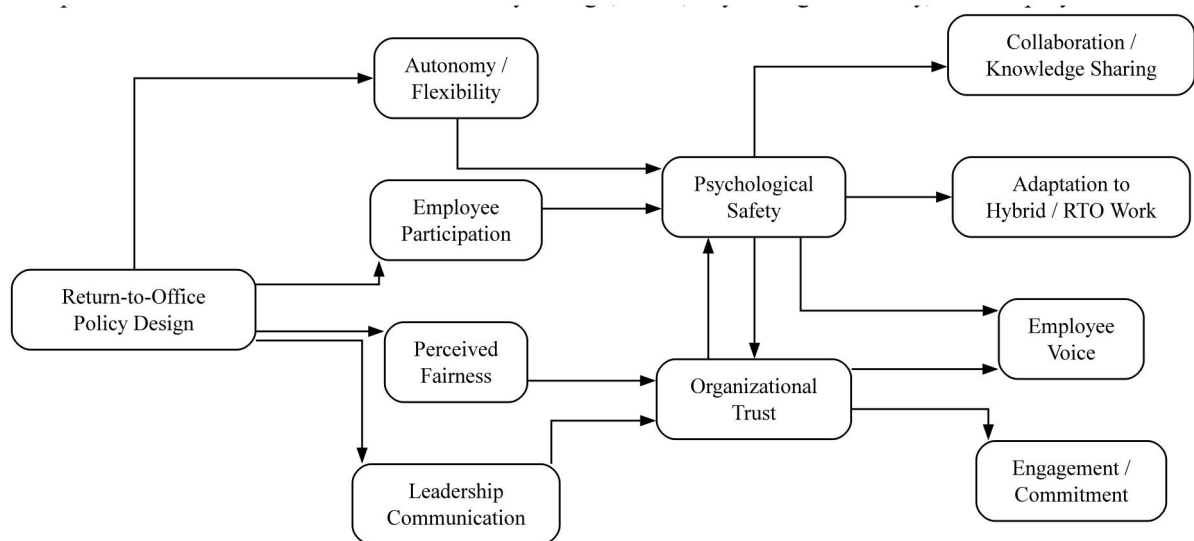 Collaboration /
Knowledge Sharing
Autonomy /
Flexibility
Psychological
Safety
Adaptation to
Hybrid / RTO Work
Employee
Participation
Return-to-Office
Policy Design
Employee
Voice
Perceived
Fairness
Organizational
Trust
Engagement /
Commitment
Leadership
Communication